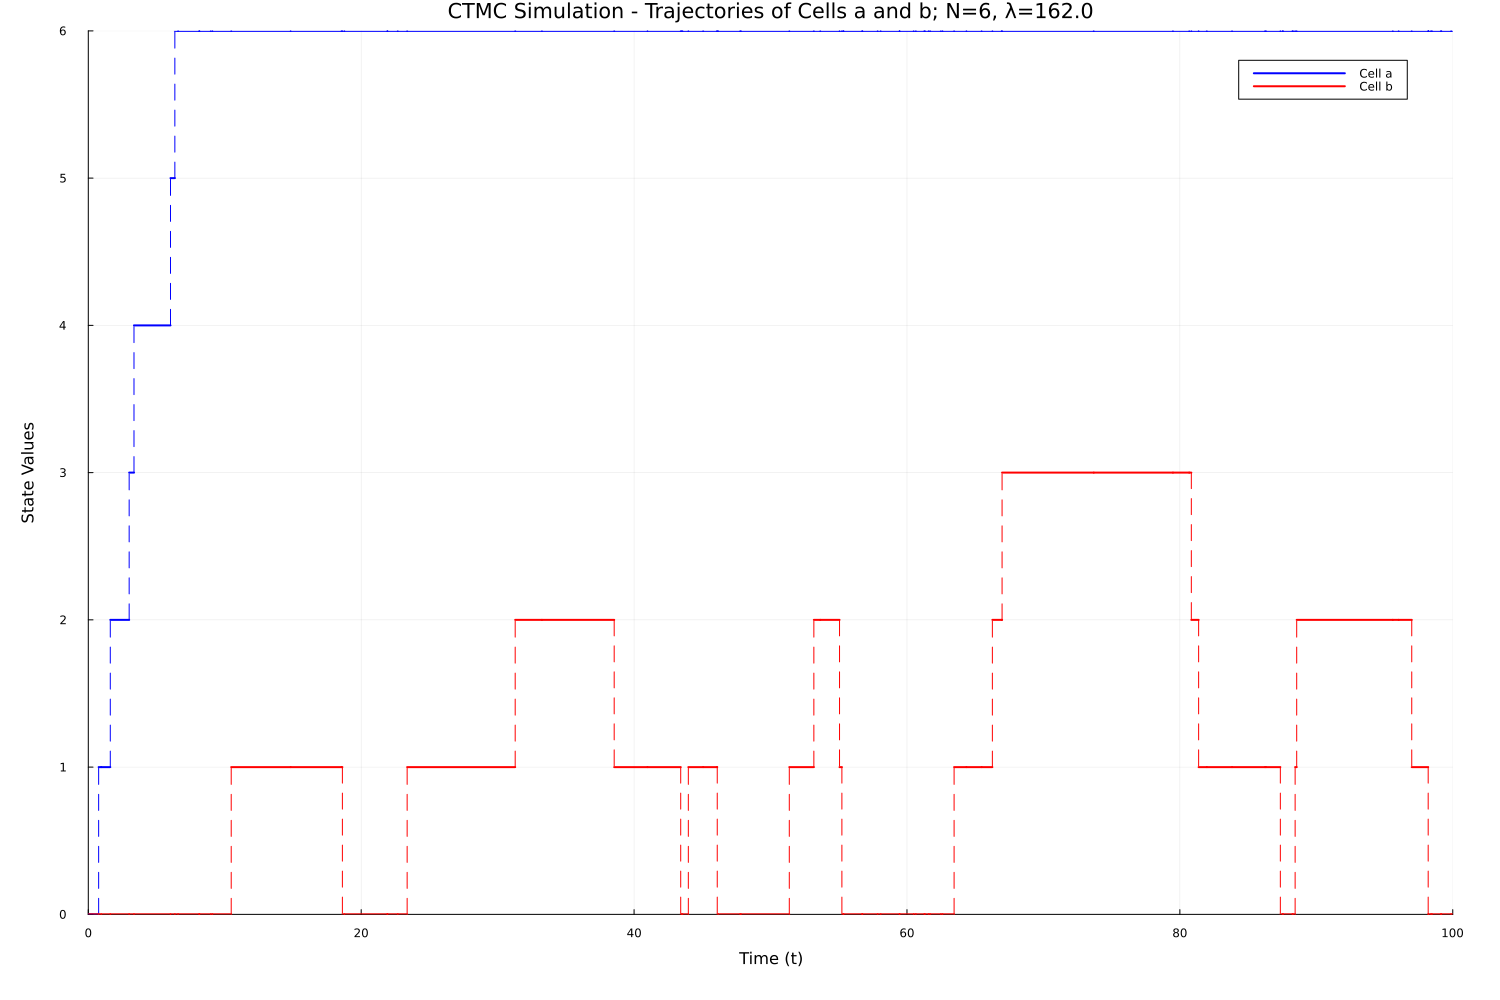 CTMC Simulation - Trajectories of Cells a and b; N=6, λ=162.0
6
5
4
3
2
1
0
State Values
Cell a
Cell b
0 20 40 60 80 100
Time (t)